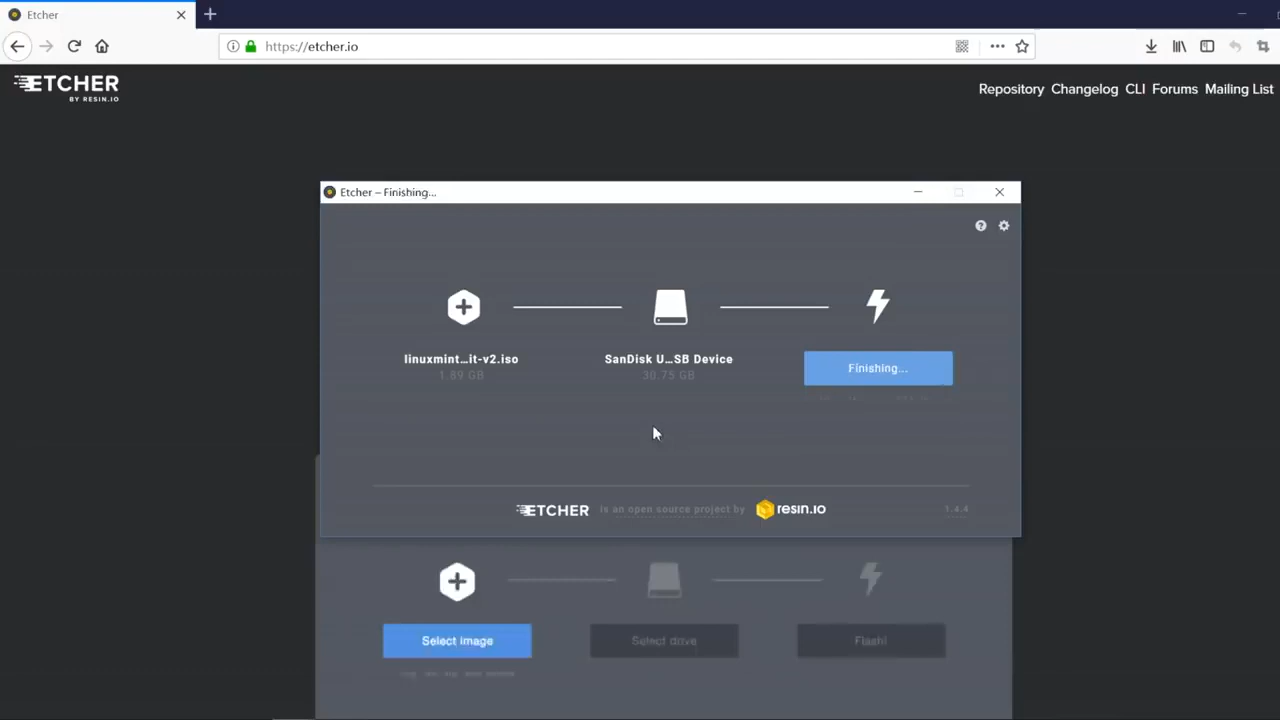 Etcher
https://etcher.io
ETCHER
BY RESIN.IO
Repository Changelog CLI Forums Mailing List
Etcher – Finishing...
linuxmint...it-v2.iso
1.89 GB
SanDisk U...SB Device
30.75 GB
Finishing...
ETCHER is an open source project by resin.io
1.4.4
Select image
Select drive
Flash!